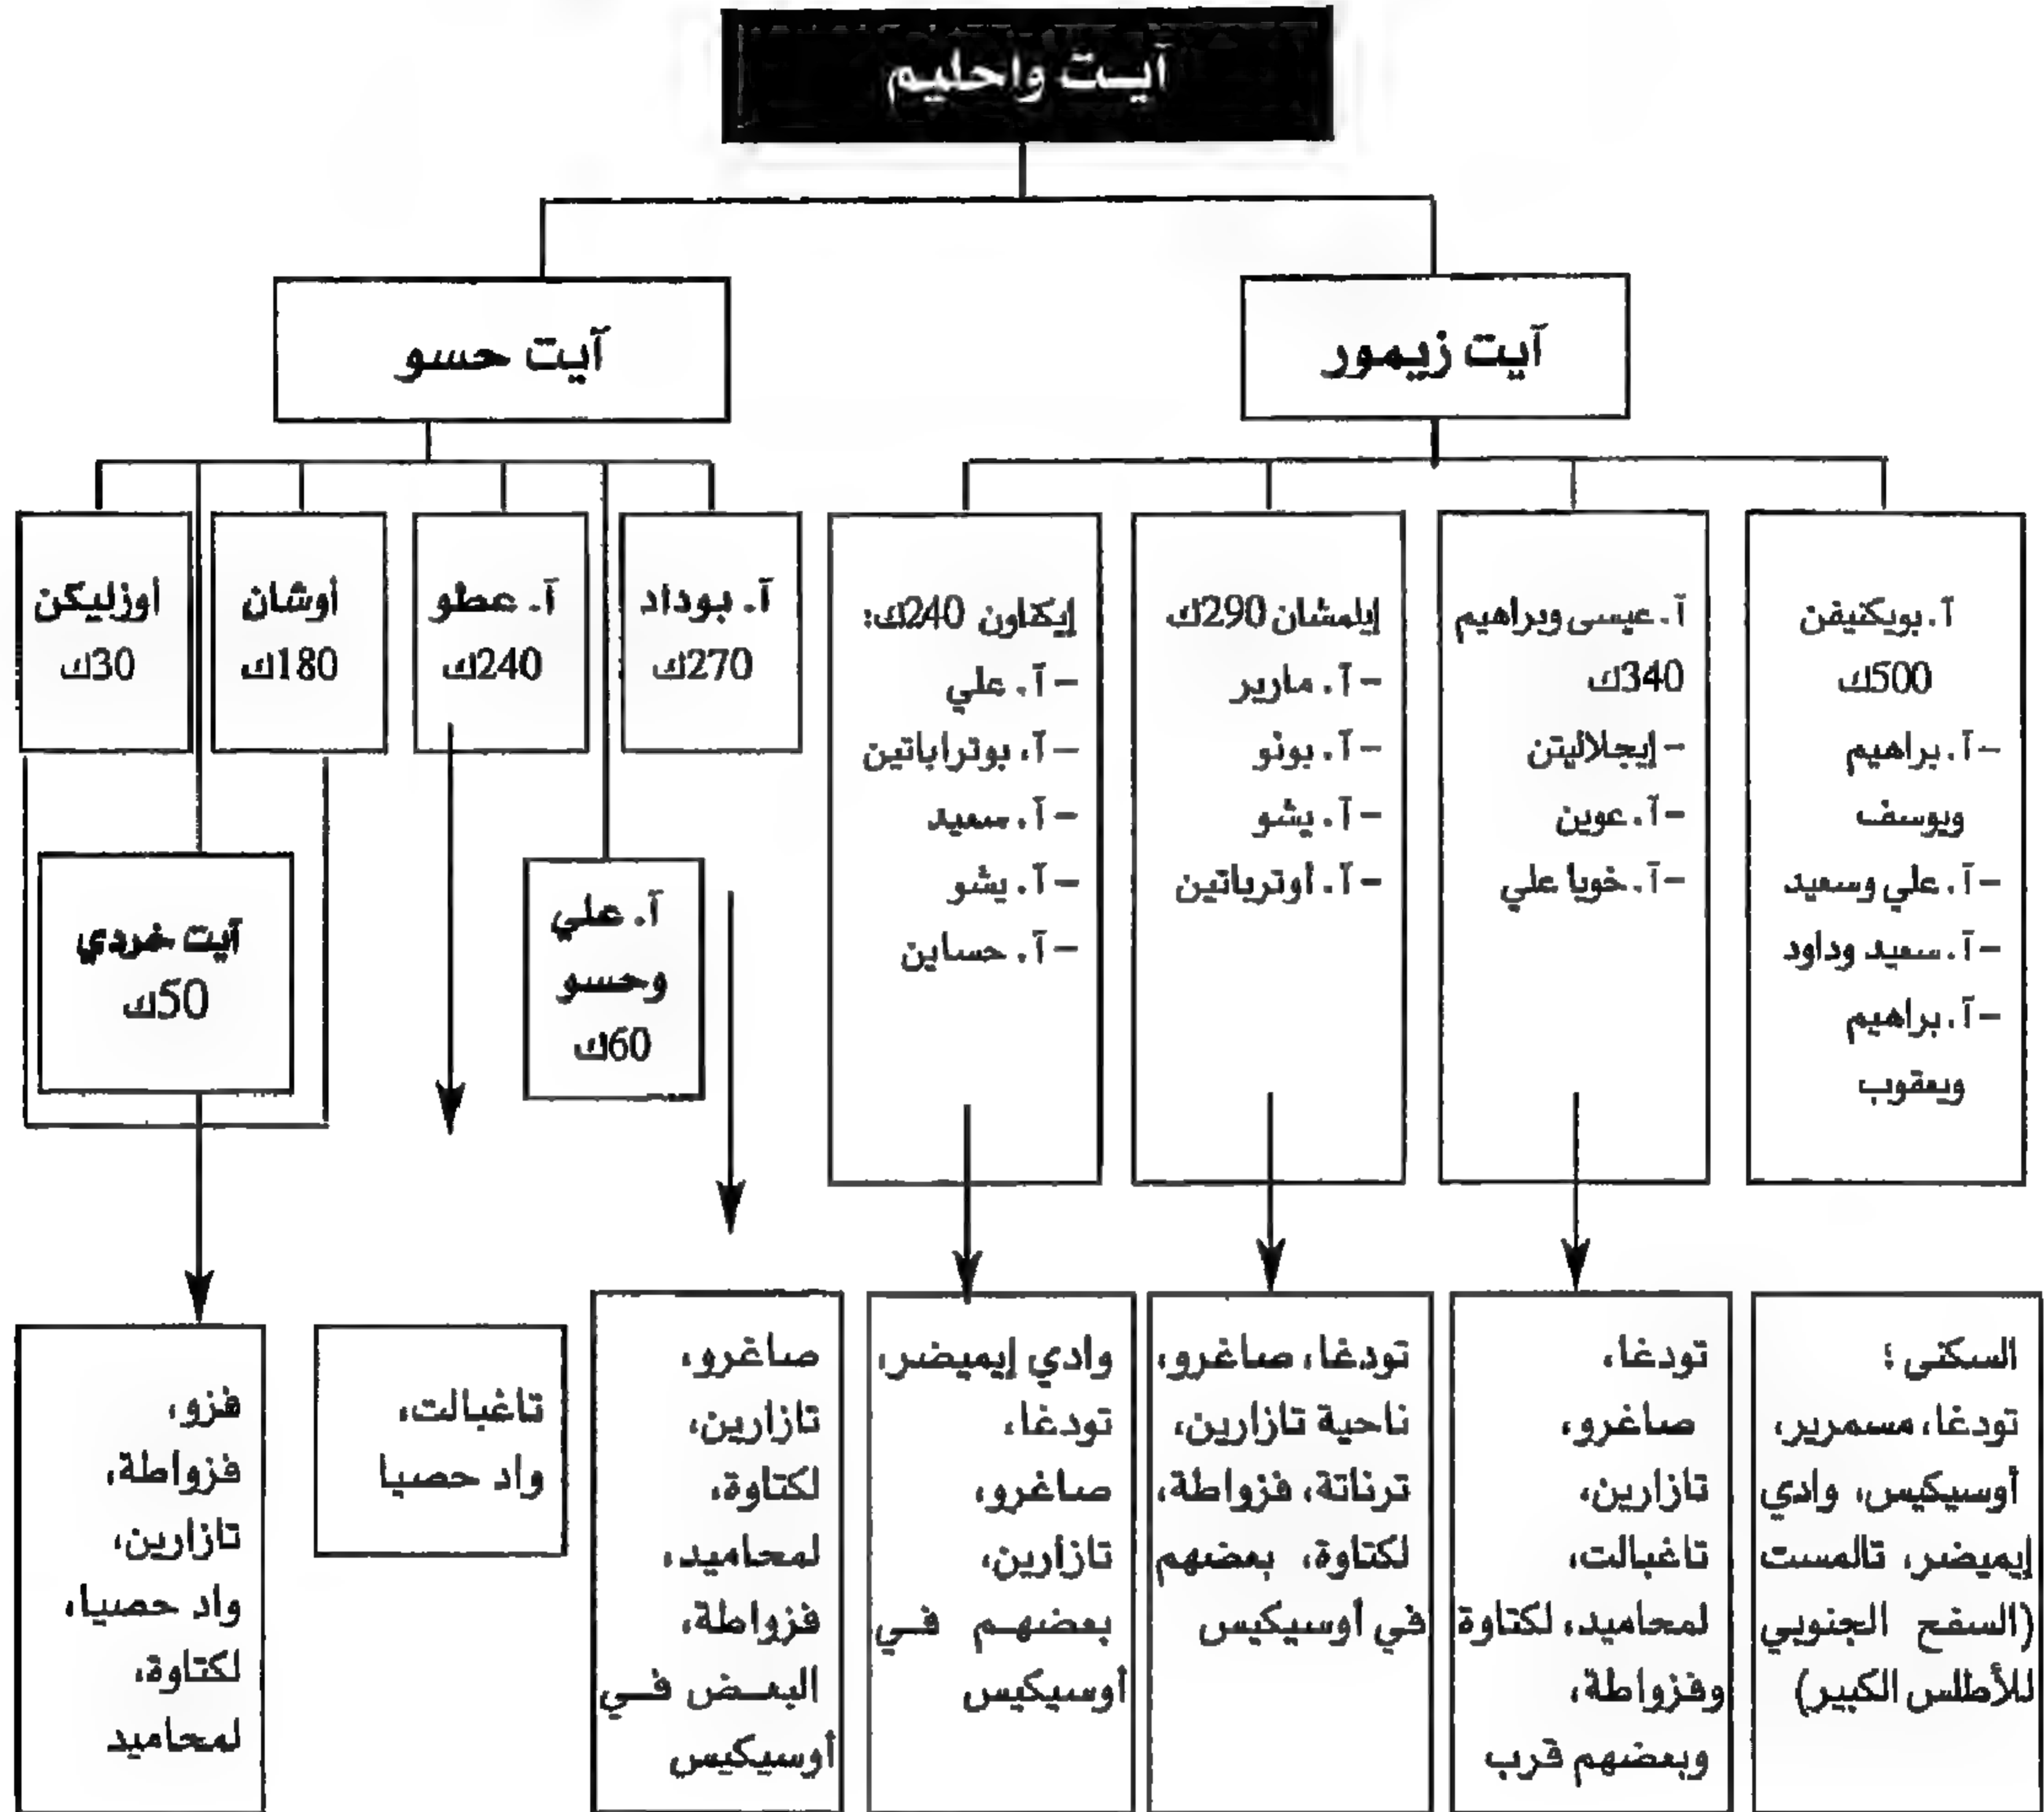 آيت واحليم
آيت زيمور
آيت حسو
آ. بويكنيفن
500ك
– آ. براهيم
ويوسف
– آ. علي وسعيد
– آ. سعيد وداود
– آ. براهيم
ويعقوب
آ. عيسى وبراهيم
340ك
– إيجلاليتن
– آ. عوين
– آ. خويا علي
إيلمشان 290ك
– آ. مارير
– آ. بونو
– آ. يشو
– آ. أوترياتين
إيكتاون 240ك:
– آ. علي
– آ. بوتراباتين
– آ. سعيد
– آ. يشو
– آ. حساين
آ. بوداد
270ك
آ. عطو
240ك
أوشان
180ك
أوزليكن
30ك
آ. علي
وحسو
60ك
آيت خردي
50ك
السكنى :
تودغا، مسمرير،
أوسيكيس، وادي
إيميضر، تالمست
(السفح الجنوبي
للأطلس الكبير)
تودغا،
صاغرو،
تازارين،
تاغبالت،
لمحاميد، لكتاوة
وفزواطة،
وبعضهم قرب
تودغا، صاغرو،
ناحية تازارين،
ترناتة، فزواطة،
لكتاوة، بعضهم
في أوسيكيس
وادي إيميضر،
تودغا،
صاغرو،
تازارين،
بعضهم في
أوسيكيس
صاغرو،
تازارين،
لكتاوة،
لمحاميد،
فزواطة،
البعض في
أوسيكيس
تاغبالت،
واد حصيا
فزو،
فزواطة،
تازارين،
واد حصيا،
لكتاوة،
لمحاميد